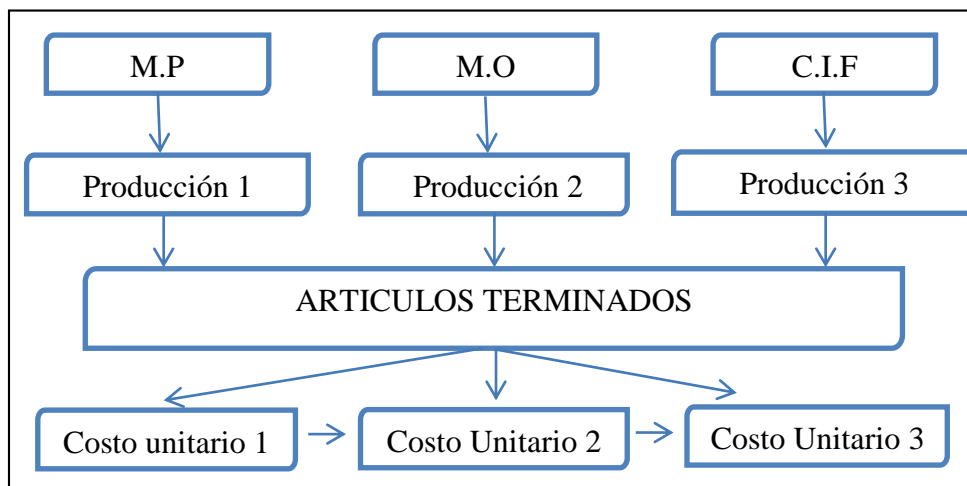 M.P
M.O
C.I.F
Producción 1
Producción 2
Producción 3
ARTICULOS TERMINADOS
Costo unitario 1
Costo Unitario 2
Costo Unitario 3